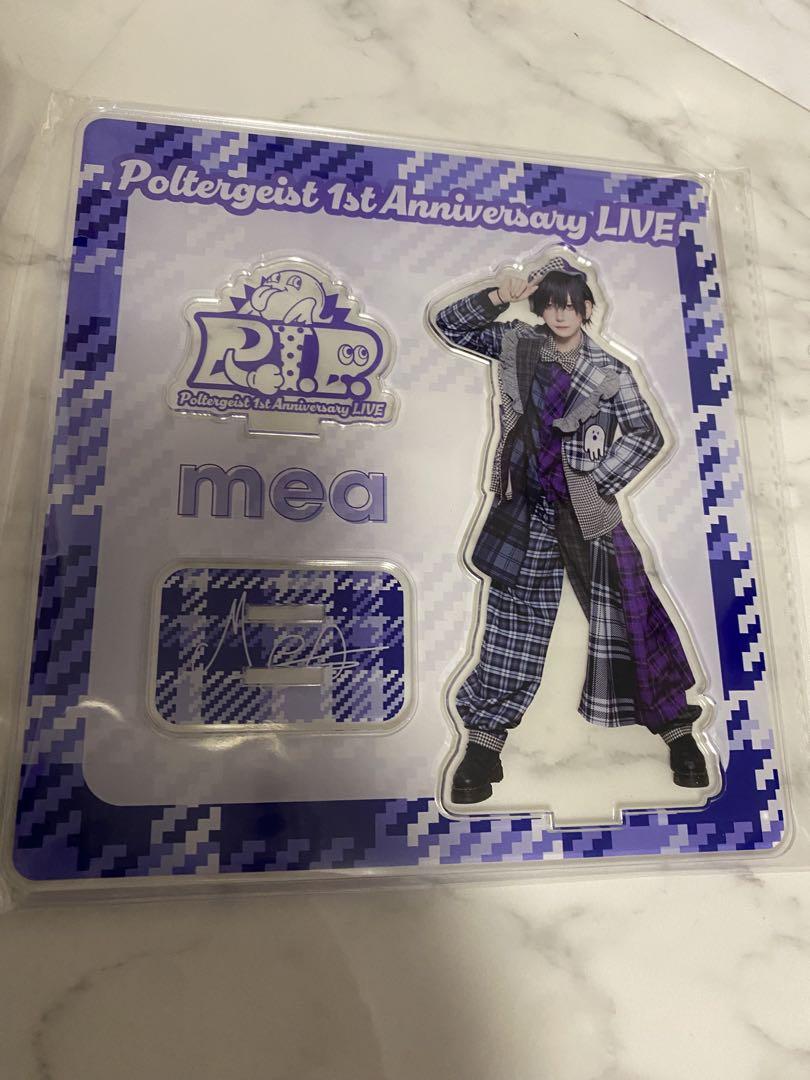 Poltergeist 1st Anniversary LIVE
P.I.P.
Poltergeist 1st Anniversary LIVE
mea